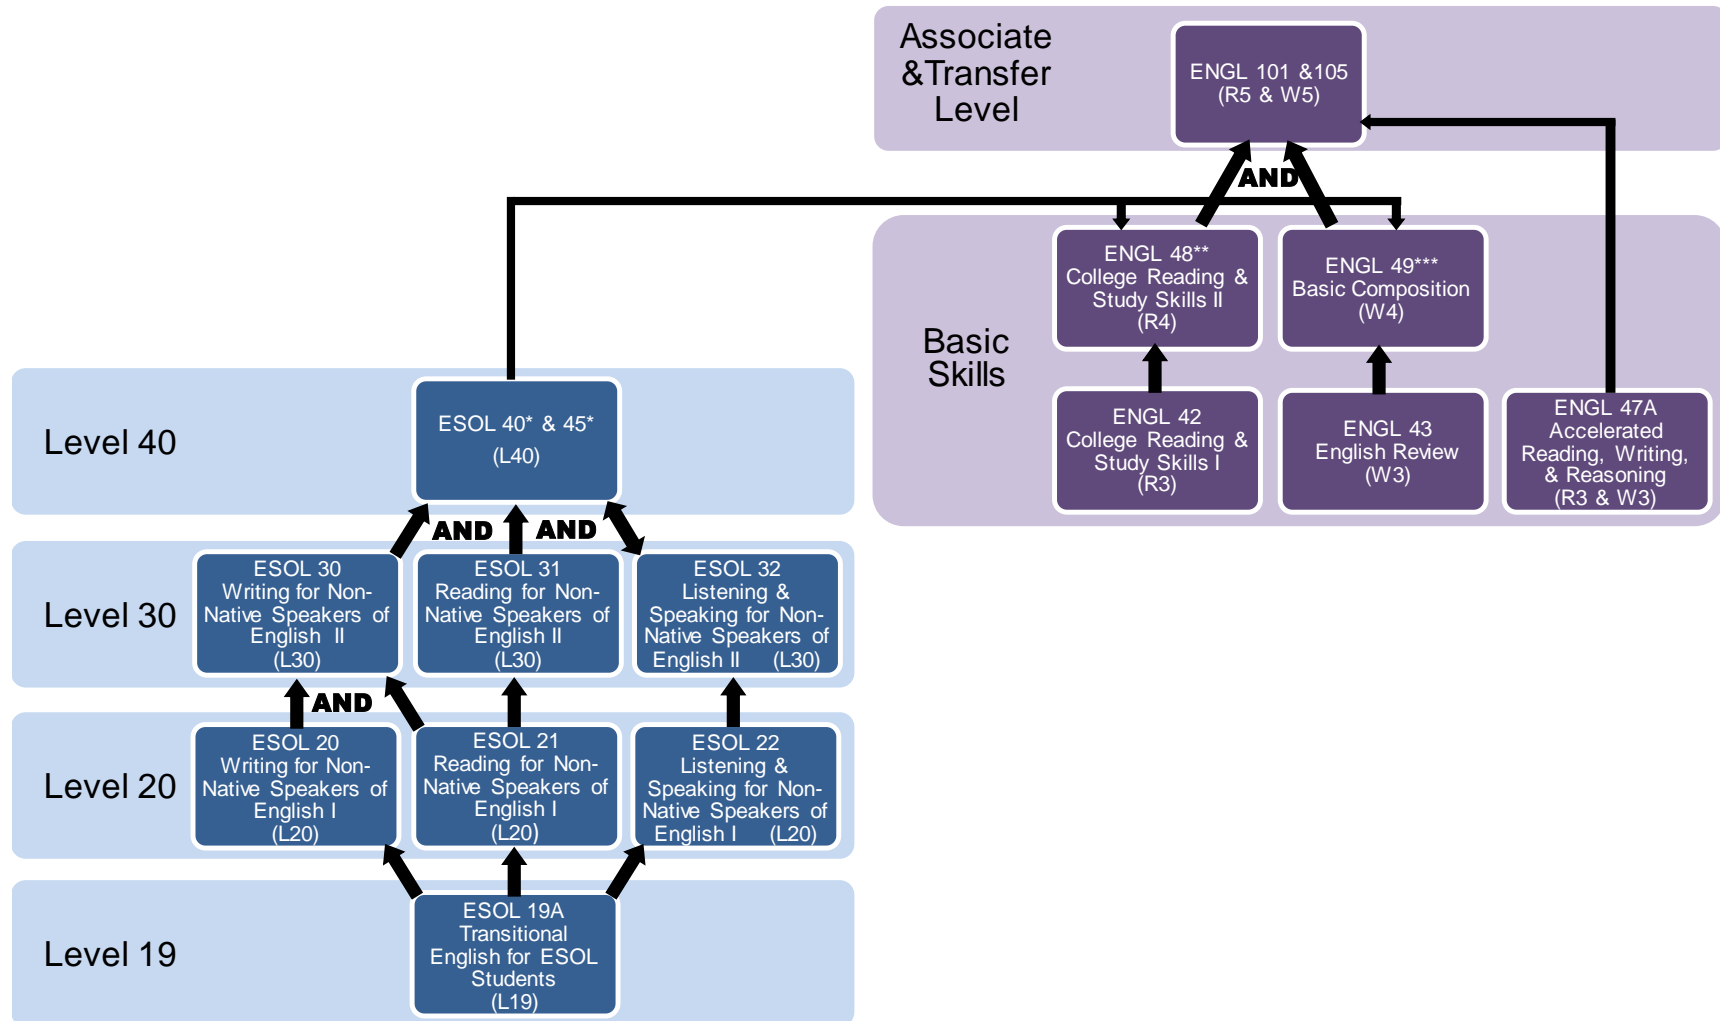 Associate
&Transfer
Level
ENGL 101 &105
(R5 & W5)
AND
Basic
Skills
ENGL 48**
College Reading &
Study Skills II
(R4)
ENGL 49***
Basic Composition
(W4)
ENGL 42
College Reading &
Study Skills I
(R3)
ENGL 43
English Review
(W3)
ENGL 47A
Accelerated
Reading, Writing,
& Reasoning
(R3 & W3)
Level 40
ESOL 40* & 45*
(L40)
AND
AND
Level 30
ESOL 30
Writing for Non-
Native Speakers of
English II
(L30)
ESOL 31
Reading for Non-
Native Speakers of
English II
(L30)
ESOL 32
Listening &
Speaking for Non-
Native Speakers of
English II (L30)
AND
Level 20
ESOL 20
Writing for Non-
Native Speakers of
English I
(L20)
ESOL 21
Reading for Non-
Native Speakers of
English I
(L20)
ESOL 22
Listening &
Speaking for Non-
Native Speakers of
English I (L20)
Level 19
ESOL 19A
Transitional
English for ESOL
Students
(L19)